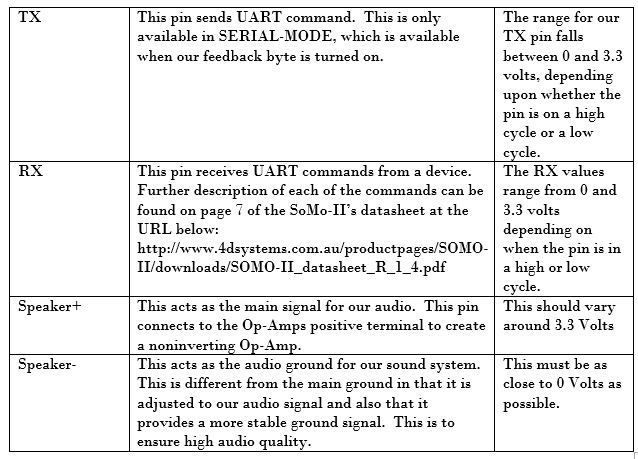 TX
This pin sends UART command.  This is only
available in SERIAL-MODE, which is available
when our feedback byte is turned on.
The range for our
TX pin falls
between 0 and 3.3
volts, depending
upon whether the
pin is on a high
cycle or a low
cycle.
RX
This pin receives UART commands from a device.
Further description of each of the commands can be
found on page 7 of the SoMo-II's datasheet at the
URL below:
http://www.4dsystems.com.au/productpages/SOMO-
II/downloads/SOMO-II_datasheet_R_1_4.pdf
The RX values
range from 0 and
3.3 volts
depending on
when the pin is in
a high or low
cycle.
Speaker+
This acts as the main signal for our audio.  This pin
connects to the Op-Amps positive terminal to create
a noninverting Op-Amp.
This should vary
around 3.3 Volts
Speaker-
This acts as the audio ground for our sound system.
This is different from the main ground in that it is
adjusted to our audio signal and also that it
provides a more stable ground signal.  This is to
ensure high audio quality.
This must be as
close to 0 Volts as
possible.